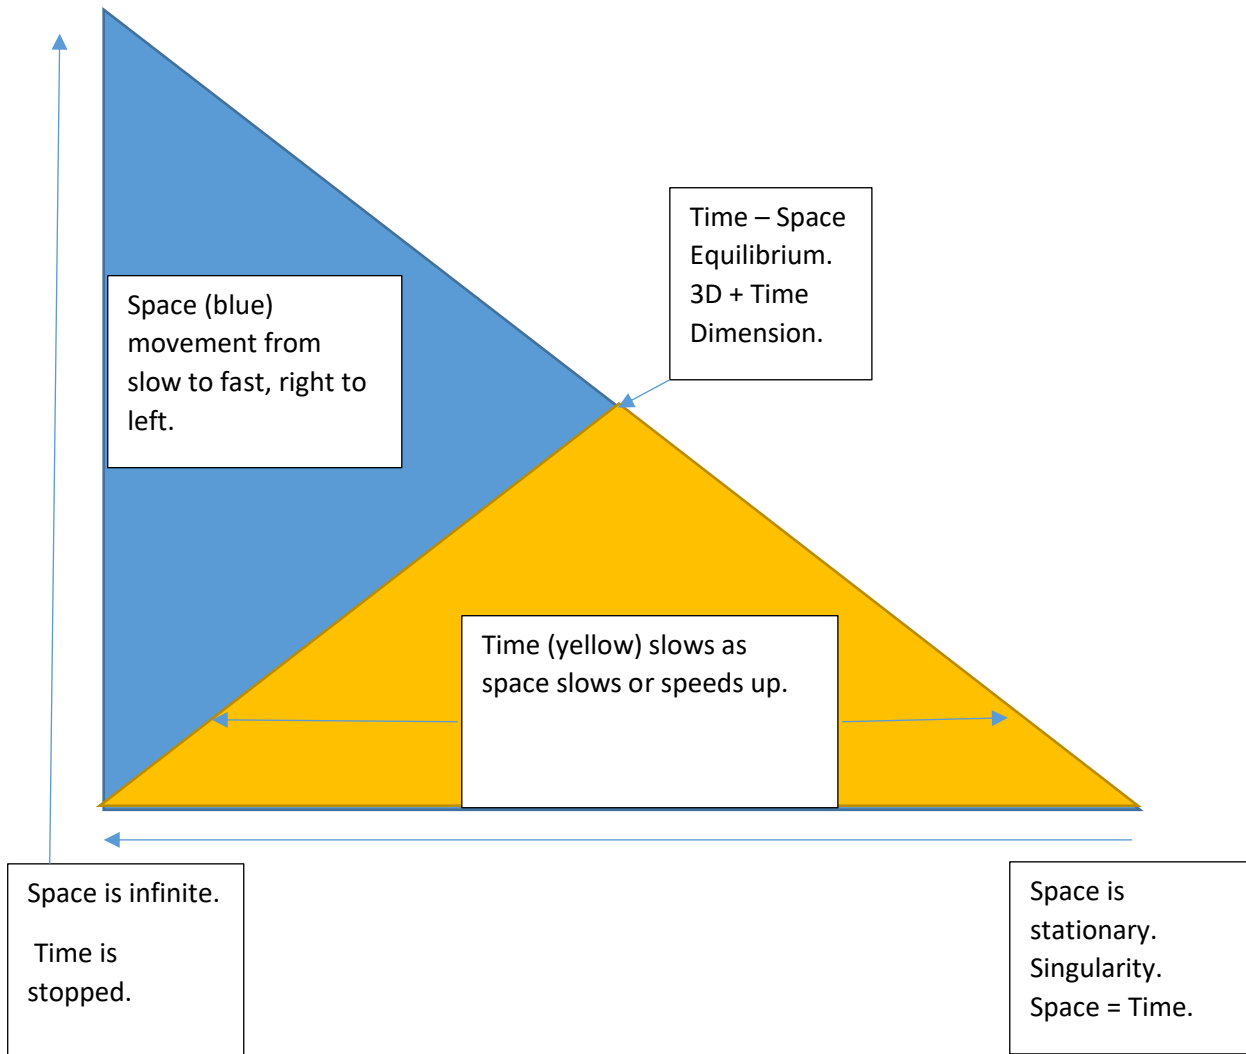 Time – Space
Equilibrium.
3D + Time
Dimension.
Space (blue)
movement from
slow to fast, right to
left.
Time (yellow) slows as
space slows or speeds up.
Space is infinite.
Time is
stopped.
Space is
stationary.
Singularity.
Space = Time.